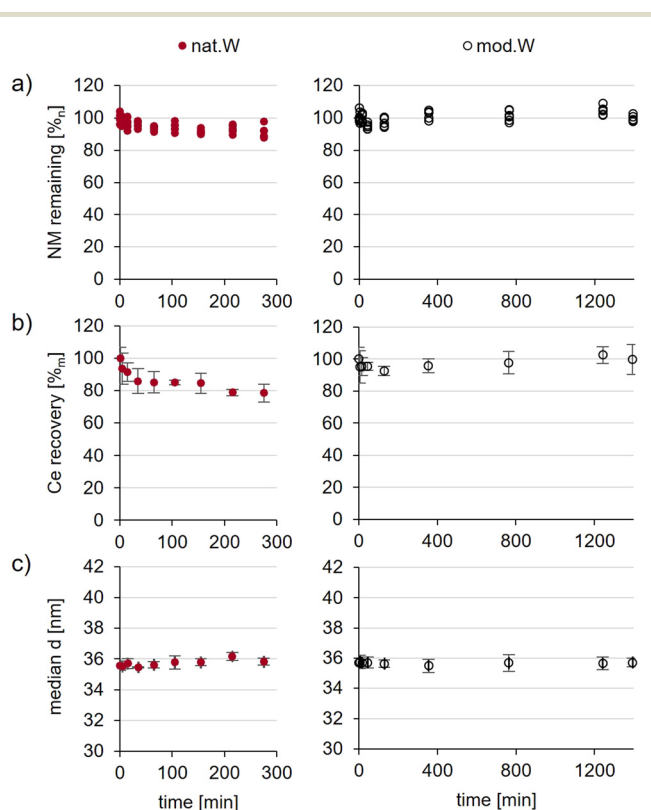 ● nat.W
○ mod.W
a)
NM remaining [%n]
120
100
80
60
40
20
0
0 100 200 300
120
100
80
60
40
20
0
0 400 800 1200
b)
Ce recovery [%m]
120
100
80
60
40
20
0
0 100 200 300
120
100
80
60
40
20
0
0 400 800 1200
c)
median d [nm]
42
40
38
36
34
32
30
0 100 200 300
time [min]
42
40
38
36
34
32
30
0 400 800 1200
time [min]